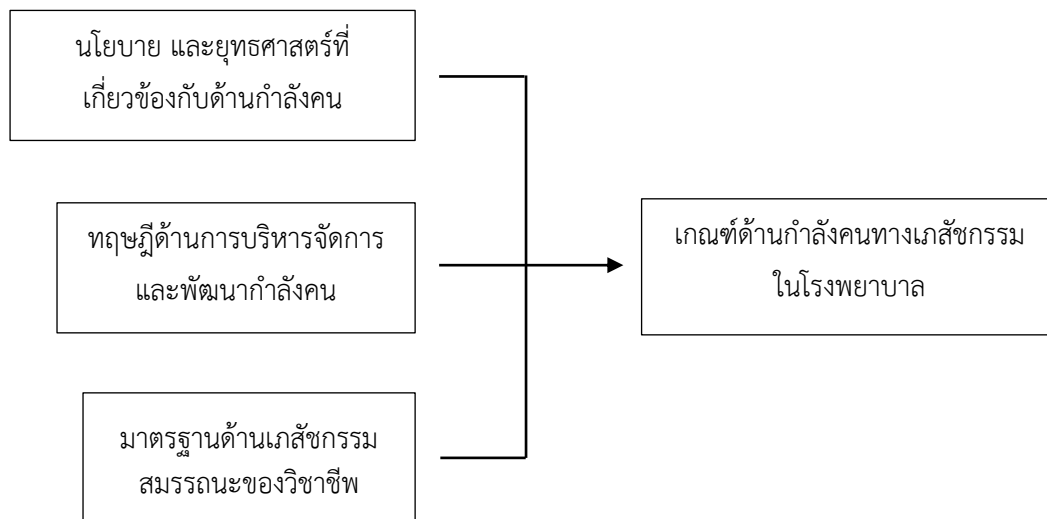 นโยบาย และยุทธศาสตร์ที่
เกี่ยวข้องกับด้านกำลังคน
ทฤษฎีด้านการบริหารจัดการ
และพัฒนากำลังคน
เกณฑ์ด้านกำลังคนทางเภสัชกรรม
ในโรงพยาบาล
มาตรฐานด้านเภสัชกรรม
สมรรถนะของวิชาชีพ